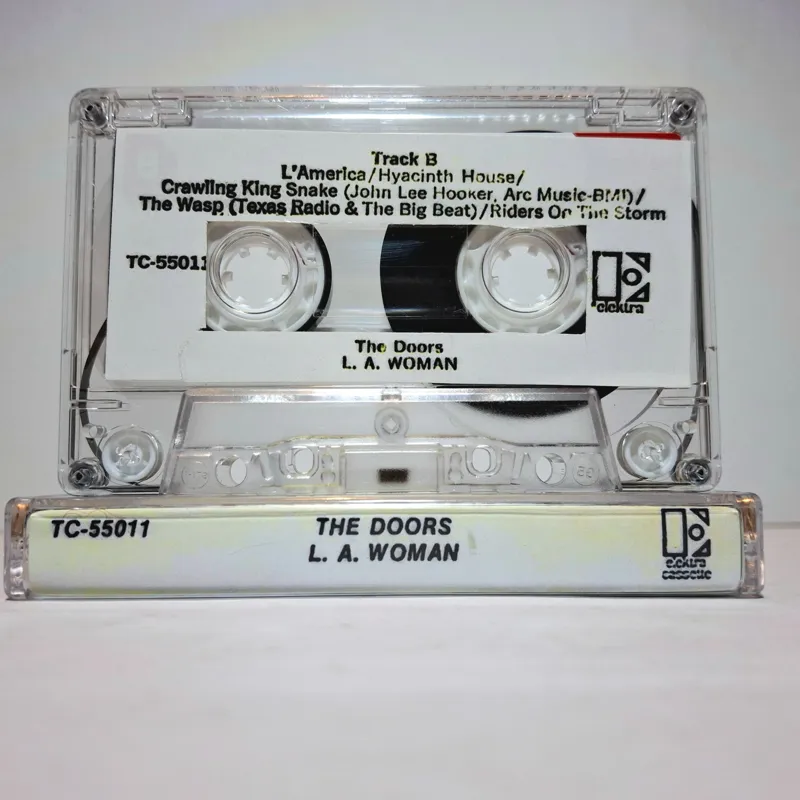 Track B
L'America/Hyacinth House/
Crawling King Snake (John Lee Hooker, Arc Music-BMI)/
The Wasp (Texas Radio & The Big Beat)/Riders On The Storm
TC-55011
elektra
The Doors
L. A. WOMAN
TC-55011
THE DOORS
L. A. WOMAN
elektra
cassette